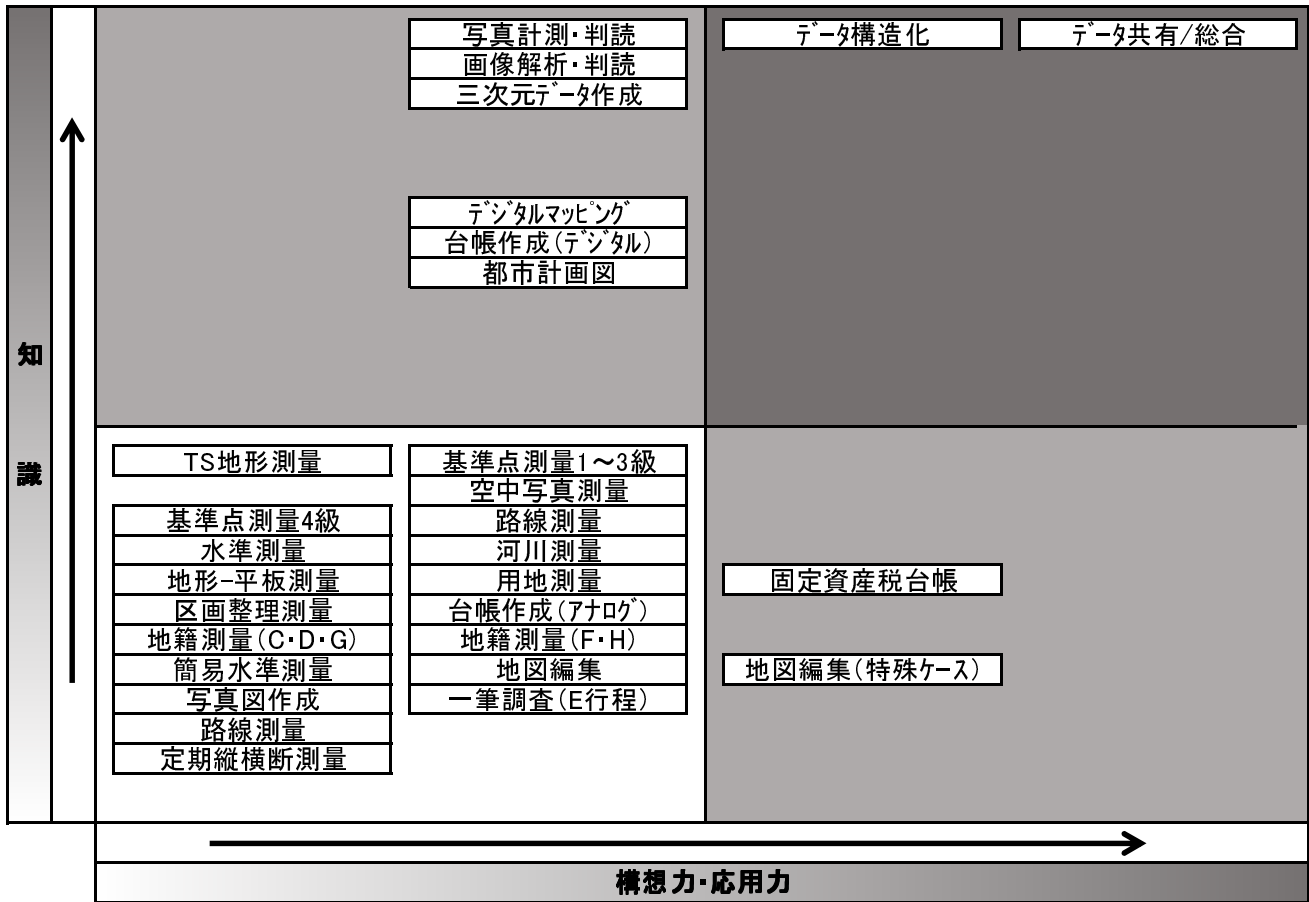 写真計測・判読
画像解析・判読
三次元ﾃﾞｰﾀ作成
ﾃﾞｰﾀ構造化
ﾃﾞｰﾀ共有/総合
ﾃﾞｼﾞﾀﾙﾏｯﾋﾟﾝｸﾞ
台帳作成(ﾃﾞｼﾞﾀﾙ)
都市計画図
知
識
TS地形測量
基準点測量4級
水準測量
地形-平板測量
区画整理測量
地籍測量(C・D・G)
簡易水準測量
写真図作成
路線測量
定期縦横断測量
基準点測量1～3級
空中写真測量
路線測量
河川測量
用地測量
台帳作成(ｱﾅﾛｸﾞ)
地籍測量(F・H)
地図編集
一筆調査(E行程)
固定資産税台帳
地図編集(特殊ｹｰｽ)
構想力・応用力